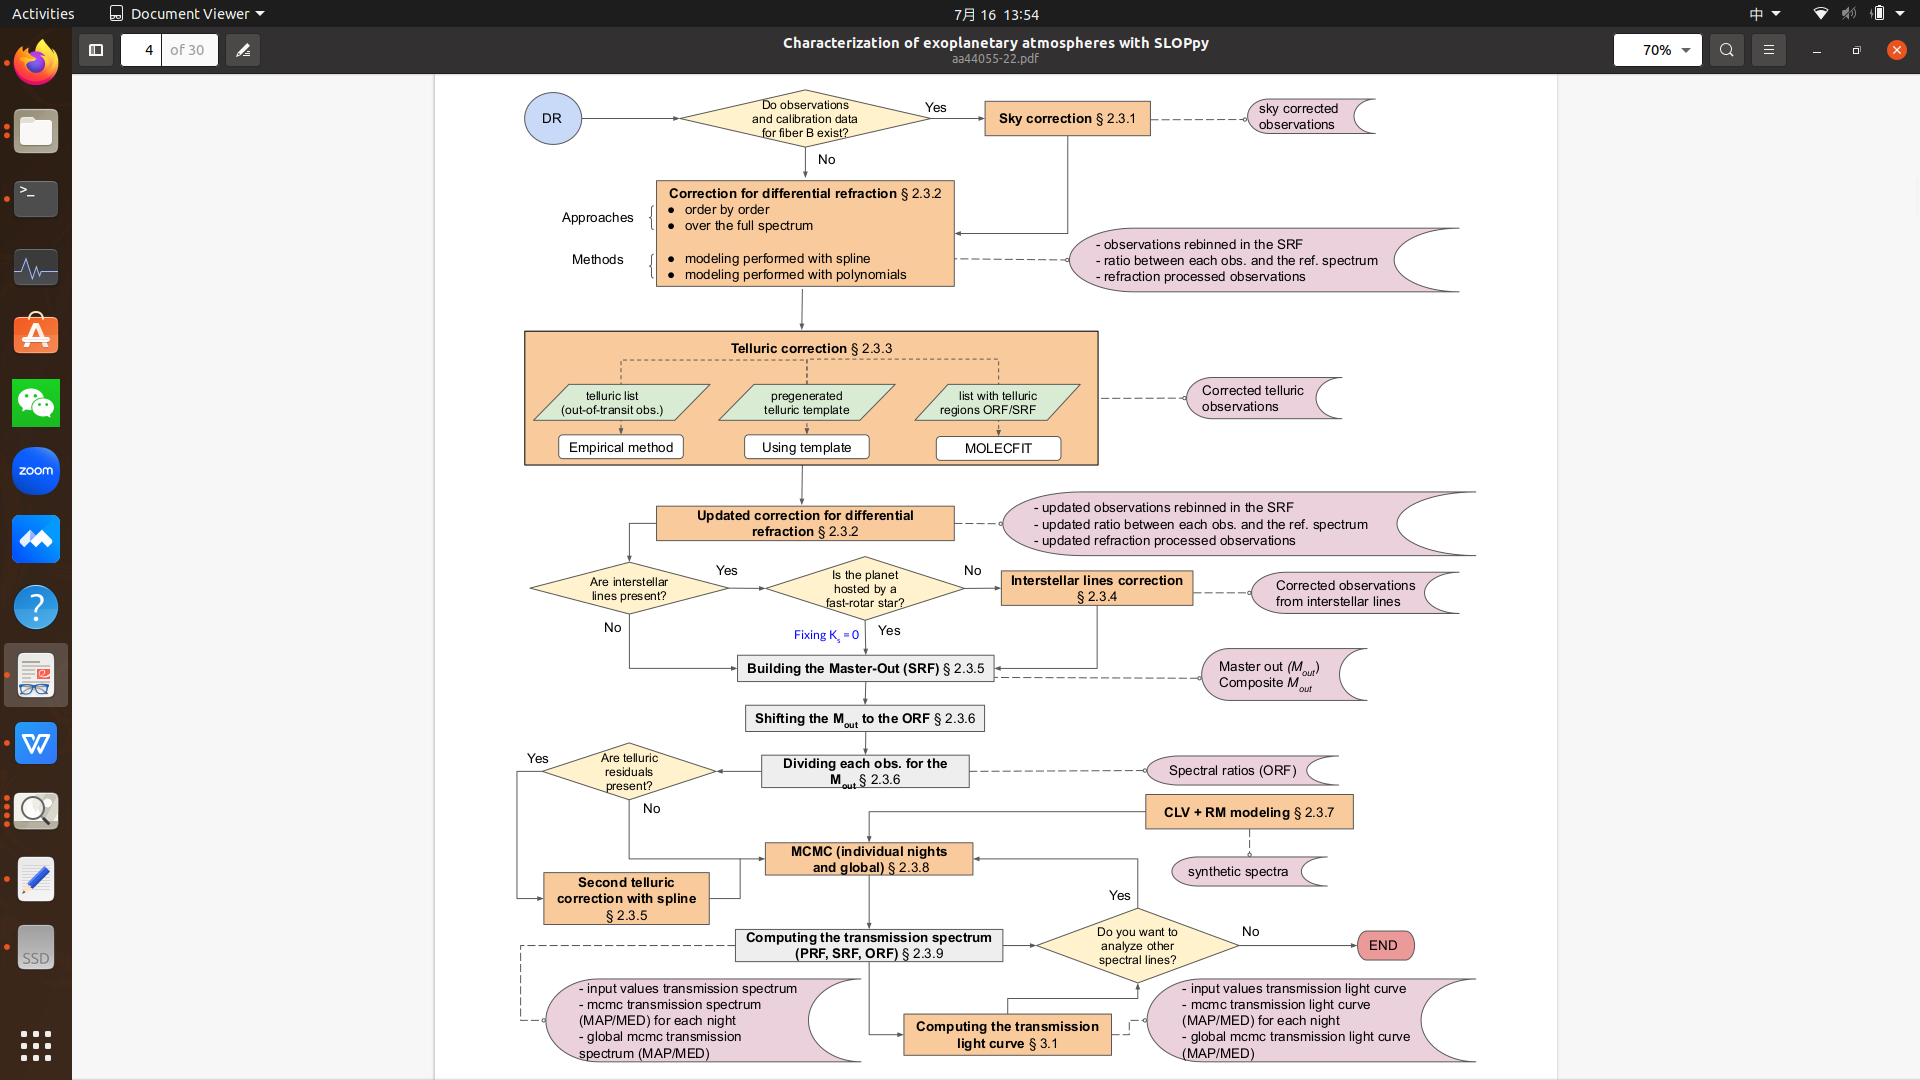 Activities
Document Viewer
7月 16 13:54
中
4 of 30
Characterization of exoplanetary atmospheres with SLOPpy
aa44055-22.pdf
70%
DR
Do observations
and calibration data
for fiber B exist?
Yes
Sky correction § 2.3.1
sky corrected
observations
No
Correction for differential refraction § 2.3.2
Approaches
● order by order
● over the full spectrum
Methods
● modeling performed with spline
● modeling performed with polynomials
- observations rebinned in the SRF
- ratio between each obs. and the ref. spectrum
- refraction processed observations
Telluric correction § 2.3.3
telluric list
(out-of-transit obs.)
pregenerated
telluric template
list with telluric
regions ORF/SRF
Empirical method
Using template
MOLECFIT
Corrected telluric
observations
Updated correction for differential
refraction § 2.3.2
- updated observations rebinned in the SRF
- updated ratio between each obs. and the ref. spectrum
- updated refraction processed observations
Are interstellar
lines present?
Yes
Is the planet
hosted by a
fast-rotar star?
No
Interstellar lines correction
§ 2.3.4
Corrected observations
from interstellar lines
No
Fixing Ks = 0
Yes
Building the Master-Out (SRF) § 2.3.5
Master out (Mout)
Composite Mout
Shifting the Mout to the ORF § 2.3.6
Yes
Are telluric
residuals
present?
Dividing each obs. for the
Mout § 2.3.6
Spectral ratios (ORF)
No
CLV + RM modeling § 2.3.7
MCMC (individual nights
and global) § 2.3.8
synthetic spectra
Second telluric
correction with spline
§ 2.3.5
Yes
Computing the transmission spectrum
(PRF, SRF, ORF) § 2.3.9
Do you want to
analyze other
spectral lines?
No
END
- input values transmission spectrum
- mcmc transmission spectrum
(MAP/MED) for each night
- global mcmc transmission
spectrum (MAP/MED)
Computing the transmission
light curve § 3.1
- input values transmission light curve
- mcmc transmission light curve
(MAP/MED) for each night
- global mcmc transmission light curve
(MAP/MED)
zoom
SSD